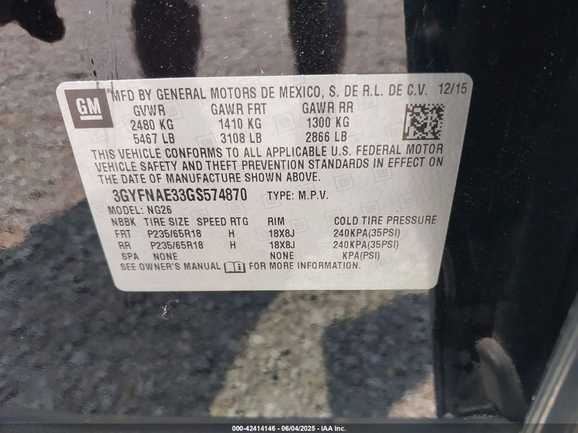 GM
MFD BY GENERAL MOTORS DE MEXICO, S. DE R.L. DE C.V. 12/15
GVWR GAWR FRT GAWR RR
2480 KG 1410 KG 1300 KG
5467 LB 3108 LB 2866 LB
THIS VEHICLE CONFORMS TO ALL APPLICABLE U.S. FEDERAL MOTOR
VEHICLE SAFETY AND THEFT PREVENTION STANDARDS IN EFFECT ON
THE DATE OF MANUFACTURE SHOWN ABOVE.
3GYFNAE33GS574870 TYPE: M.P.V.
MODEL: NG26
NBBK TIRE SIZE SPEED RTG RIM COLD TIRE PRESSURE
FRT P235/65R18 H 18X8J 240KPA(35PSI)
RR P235/65R18 H 18X8J 240KPA(35PSI)
SPA NONE NONE KPA(PSI)
SEE OWNER'S MANUAL FOR MORE INFORMATION.
000-42414146 - 06/04/2025 - IAA Inc.